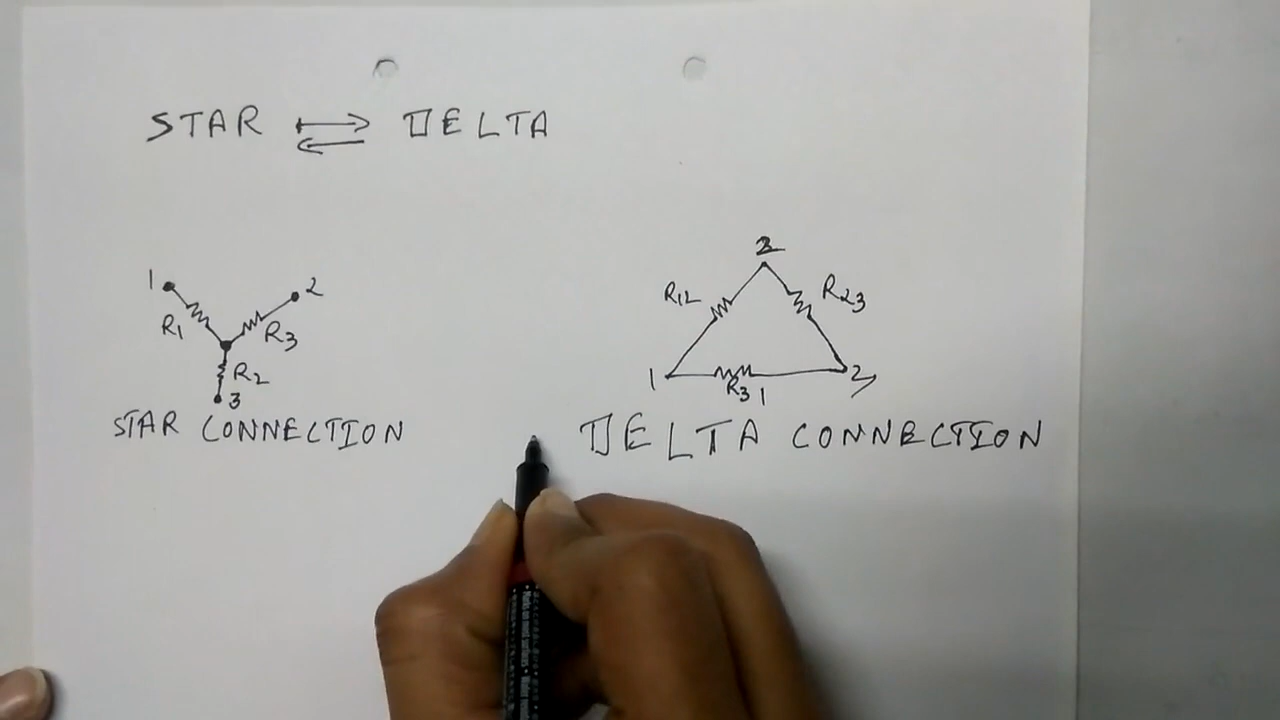 STAR ⇌ DELTA
1
2
R1
R3
R2
3
STAR CONNECTION
2
R12
R23
1
R31
DELTA CONNECTION